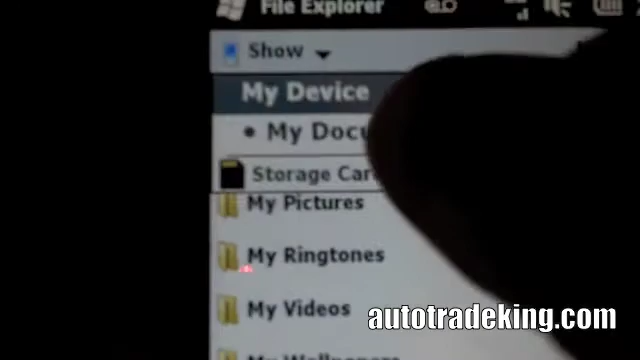 File Explorer
Show
My Device
My Docu
Storage Car
My Pictures
My Ringtones
My Videos
autotradeking.com